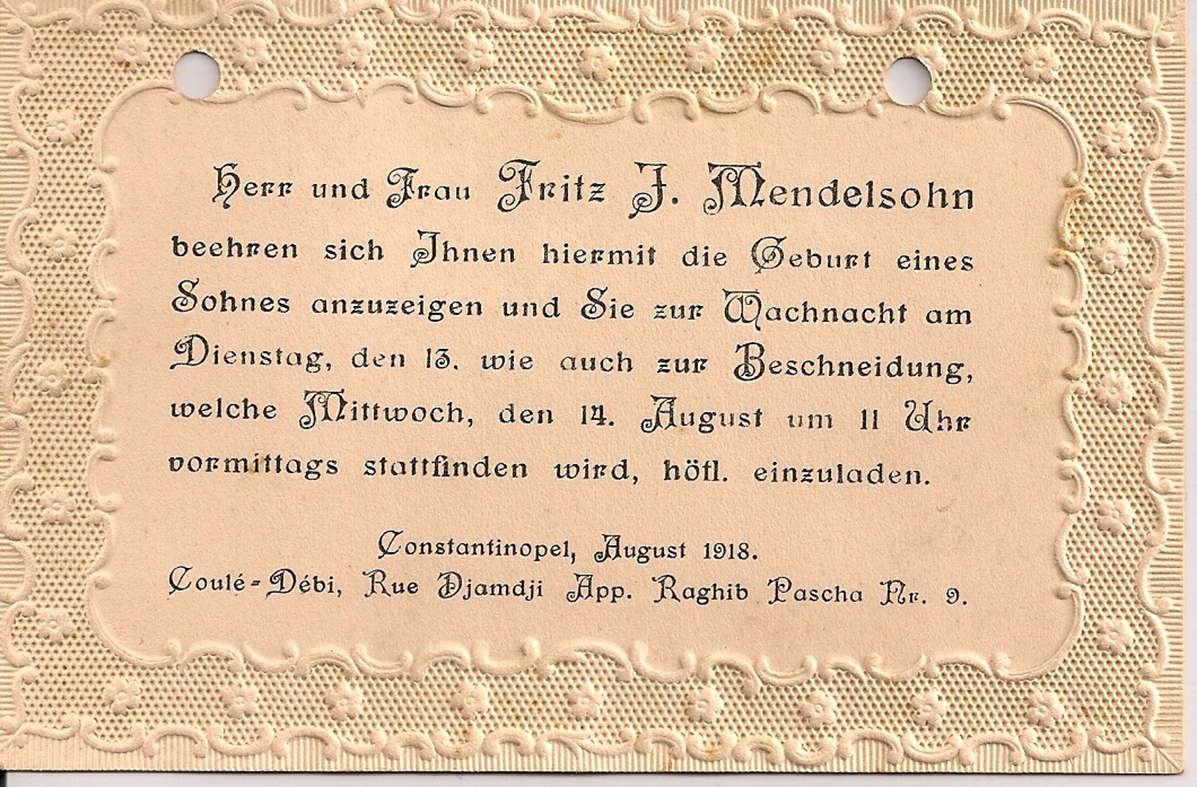 Herr und Frau Fritz J. Mendelsohn
beehren sich Ihnen hiermit die Geburt eines
Sohnes anzuzeigen und Sie zur Wachnacht am
Dienstag, den 13. wie auch zur Beschneidung,
welche Mittwoch, den 14. August um 11 Uhr
vormittags stattfinden wird, höfl. einzuladen.
Constantinopel, August 1918.
Coulé-Débi, Rue Djamdji App. Raghib Pascha Nr. 9.